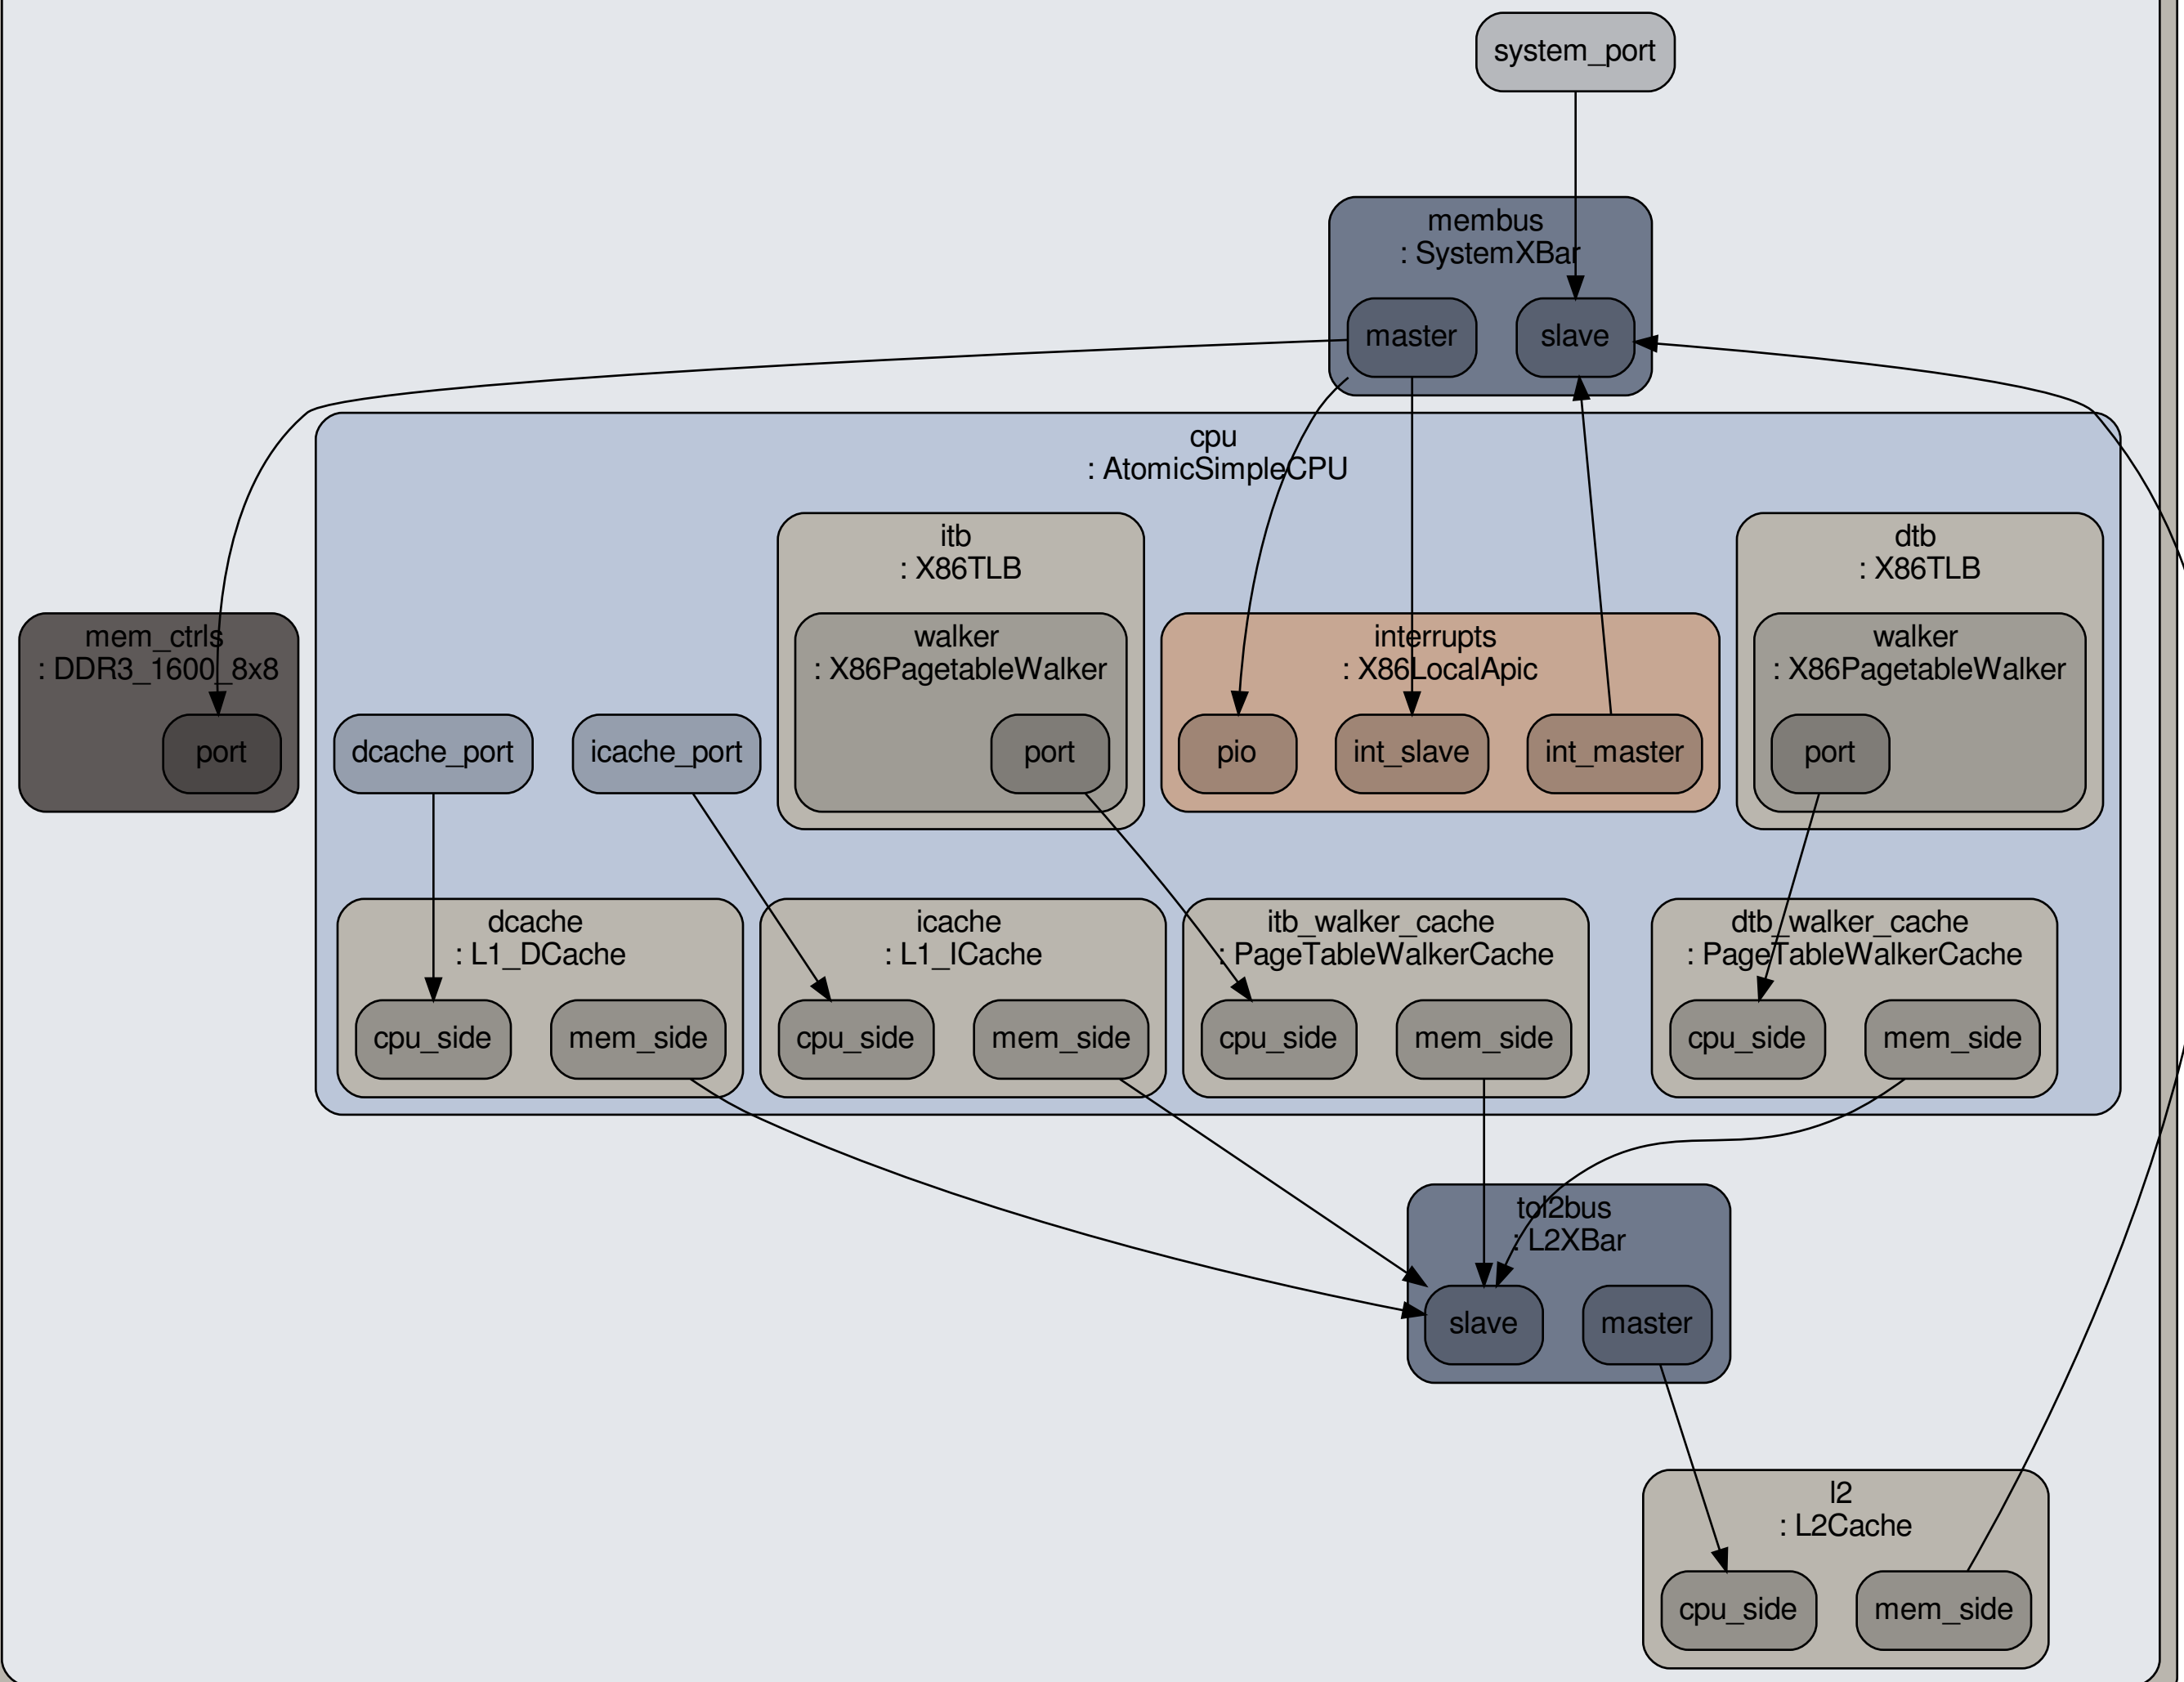 system_port
membus
: SystemXBar
master
slave
cpu
: AtomicSimpleCPU
itb
: X86TLB
dtb
: X86TLB
mem_ctrls
: DDR3_1600_8x8
walker
: X86PagetableWalker
interrupts
: X86LocalApic
walker
: X86PagetableWalker
port
dcache_port
icache_port
port
pio
int_slave
int_master
port
dcache
: L1_DCache
icache
: L1_ICache
itb_walker_cache
: PageTableWalkerCache
dtb_walker_cache
: PageTableWalkerCache
cpu_side
mem_side
cpu_side
mem_side
cpu_side
mem_side
cpu_side
mem_side
tol2bus
: L2XBar
slave
master
l2
: L2Cache
cpu_side
mem_side